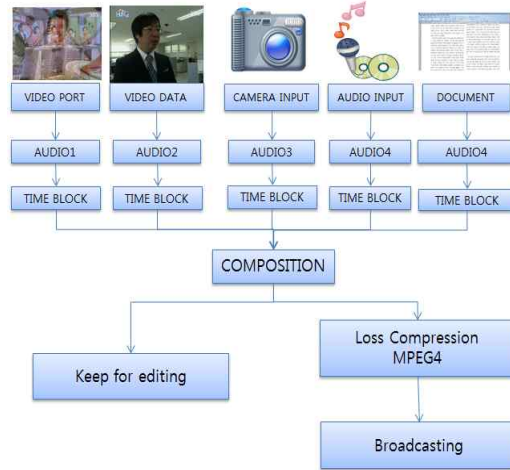 VIDEO PORT
VIDEO DATA
CAMERA INPUT
AUDIO INPUT
DOCUMENT
AUDIO1
AUDIO2
AUDIO3
AUDIO4
AUDIO4
TIME BLOCK
TIME BLOCK
TIME BLOCK
TIME BLOCK
TIME BLOCK
COMPOSITION
Keep for editing
Loss Compression
MPEG4
Broadcasting